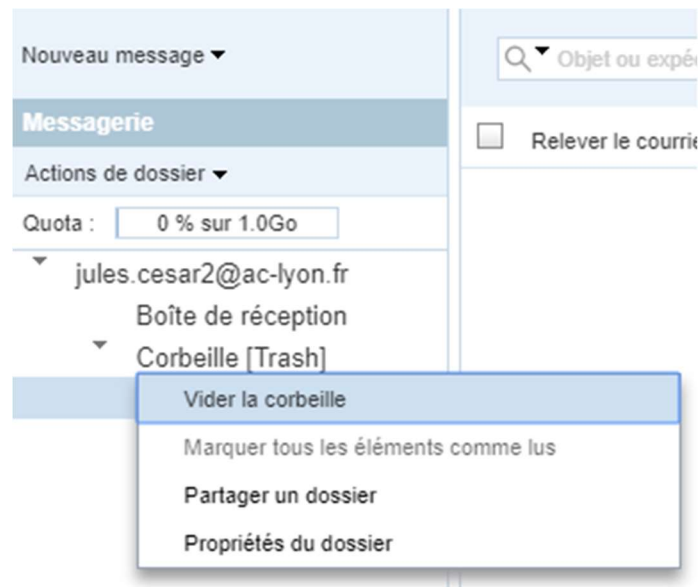 Nouveau message
Objet ou
Messagerie
Relever le
Actions de dossier
Quota : 0 % sur 1.0Go
jules.cesar2@ac-lyon.fr
Boîte de réception
Corbeille [Trash]
Vider la corbeille
Marquer tous les éléments comme lus
Partager un dossier
Propriétés du dossier